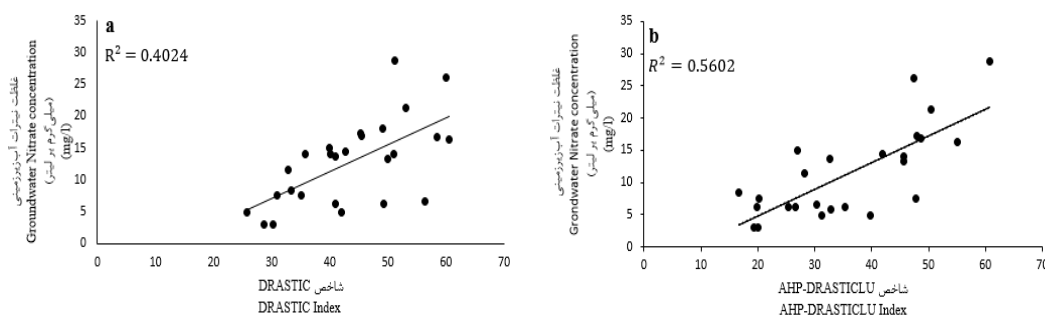 a
R² = 0.4024
غلظت نیترات آب‌زیرزمینی
(میلی‌گرم بر لیتر)
Groundwater Nitrate concentration
(mg/l)
35
30
25
20
15
10
5
0
0 10 20 30 40 50 60 70
شاخص DRASTIC
DRASTIC Index
b
R² = 0.5602
غلظت نیترات آب‌زیرزمینی
(میلی‌گرم بر لیتر)
Grondwater Nitrate concentration
(mg/l)
35
30
25
20
15
10
5
0
0 10 20 30 40 50 60 70
شاخص AHP-DRASTICLU
AHP-DRASTICLU Index